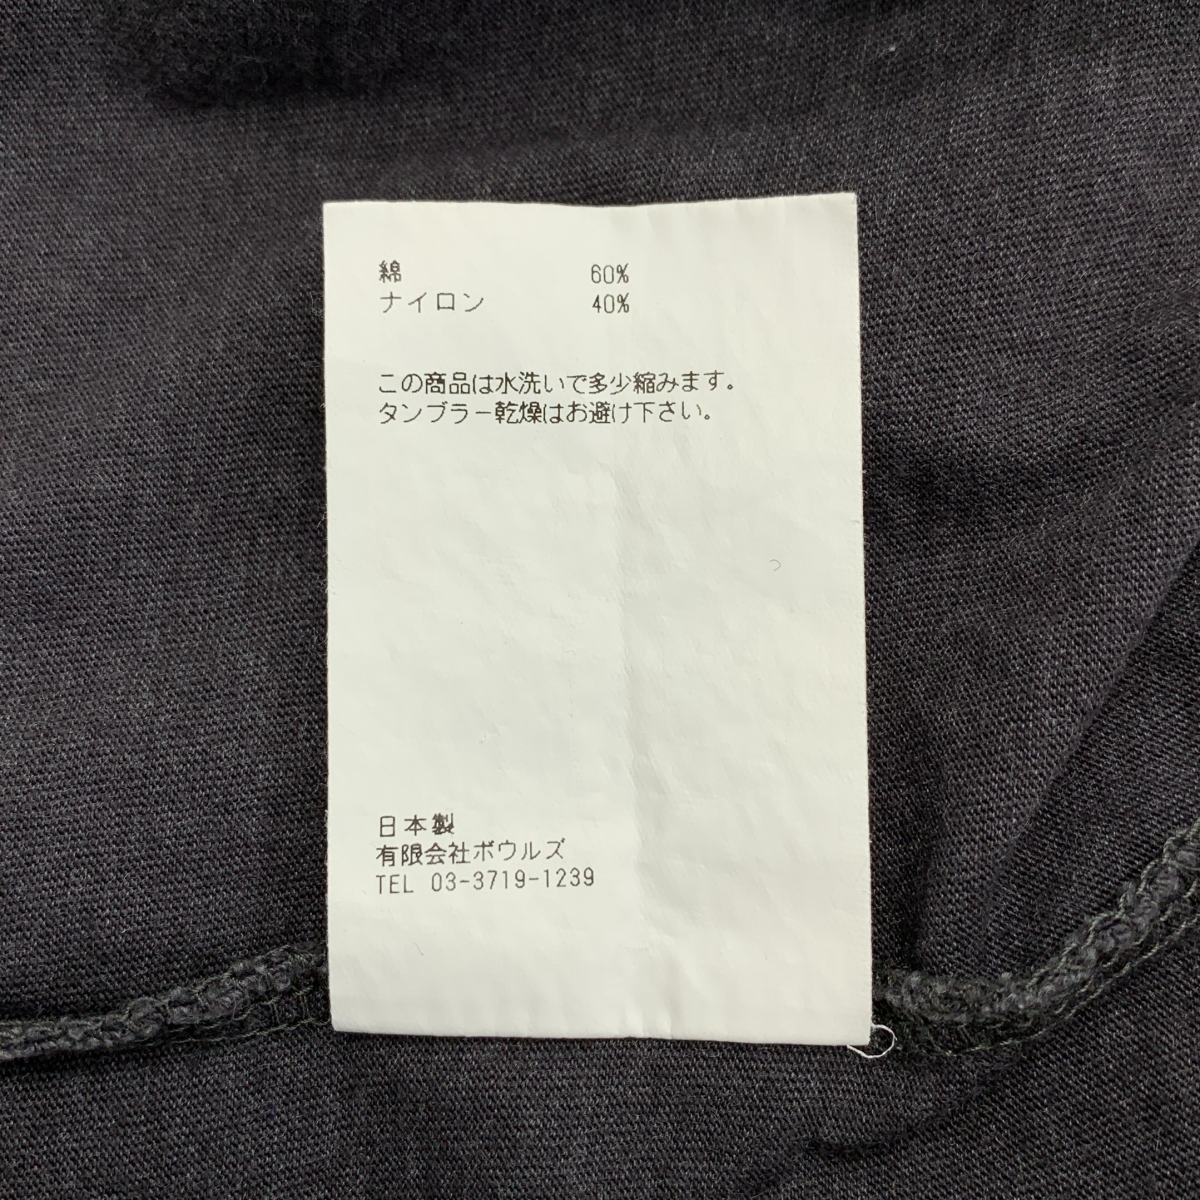 綿 60%
ナイロン 40%
この商品は水洗いで多少縮みます。
タンブラー乾燥はお避け下さい。
日本製
有限会社ボウルズ
TEL 03-3719-1239